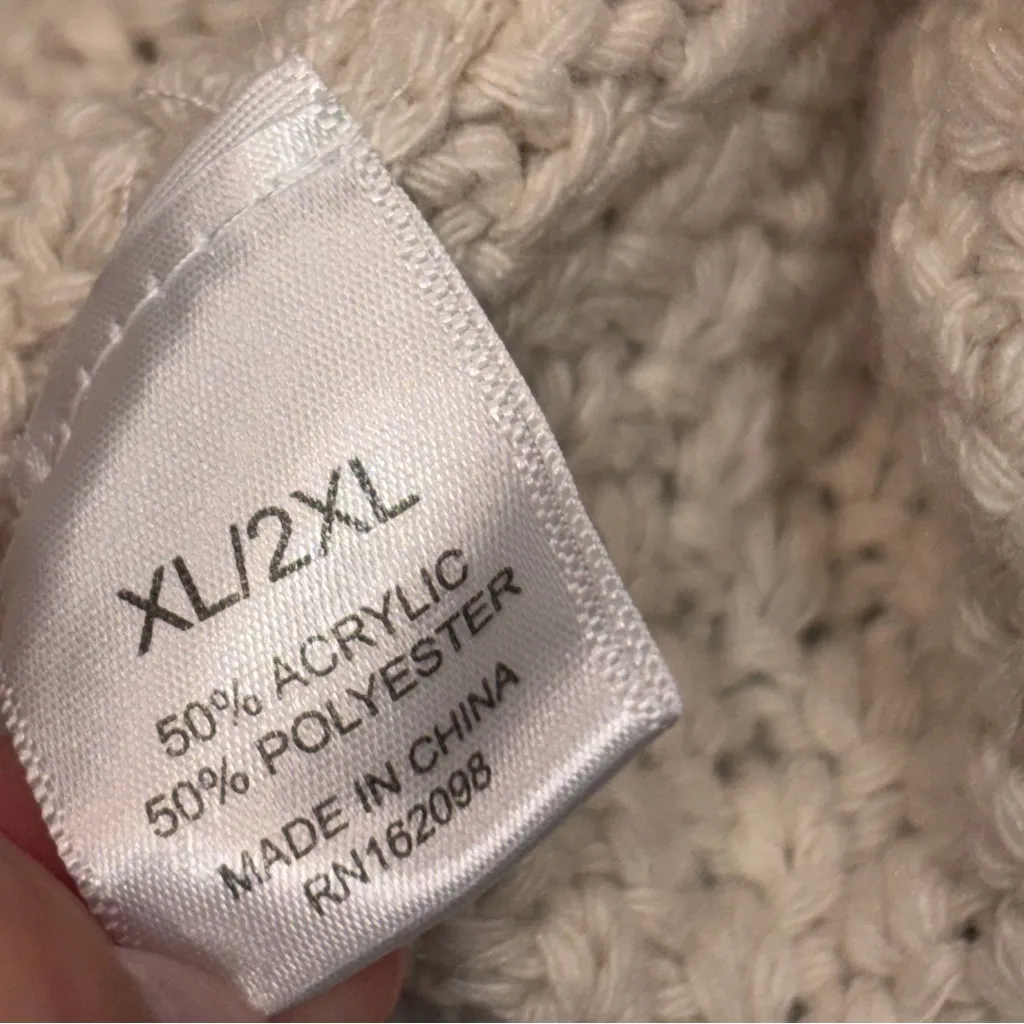 XL/2XL
50% ACRYLIC
50% POLYESTER
MADE IN CHINA
RN162098